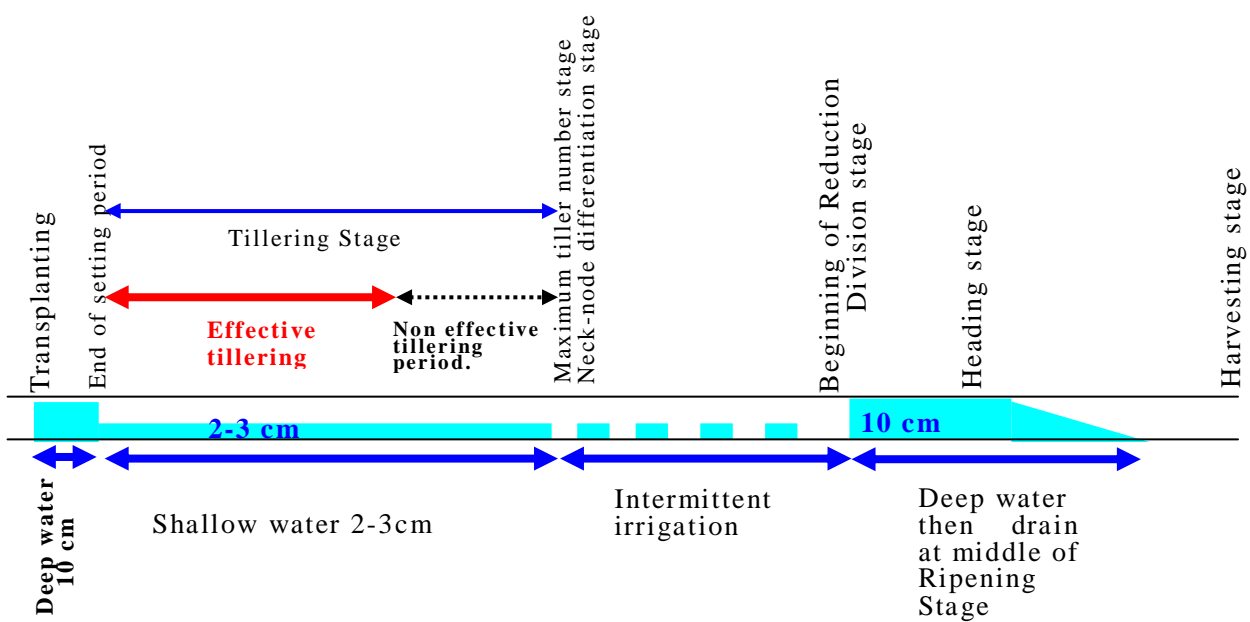 Transplanting
End of setting period
Maximum tiller number stage
Neck-node differentiation stage
Beginning of Reduction
Division stage
Heading stage
Harvesting stage
Tillering Stage
Effective
tillering
Non effective
tillering
period.
2-3 cm
10 cm
Deep water
10 cm
Shallow water 2-3cm
Intermittent
irrigation
Deep water
then drain
at middle of
Ripening
Stage